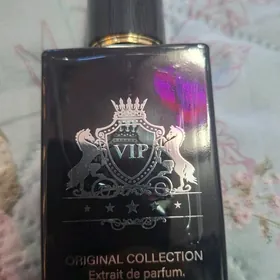 VIP
ORIGINAL COLLECTION
Extrait de parfum.